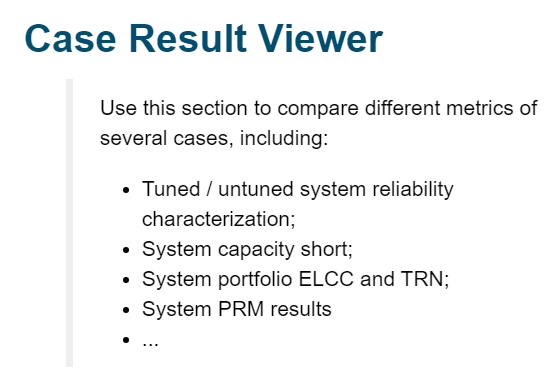 Case Result Viewer
Use this section to compare different metrics of
several cases, including:
• Tuned / untuned system reliability
characterization;
• System capacity short;
• System portfolio ELCC and TRN;
• System PRM results
• ...